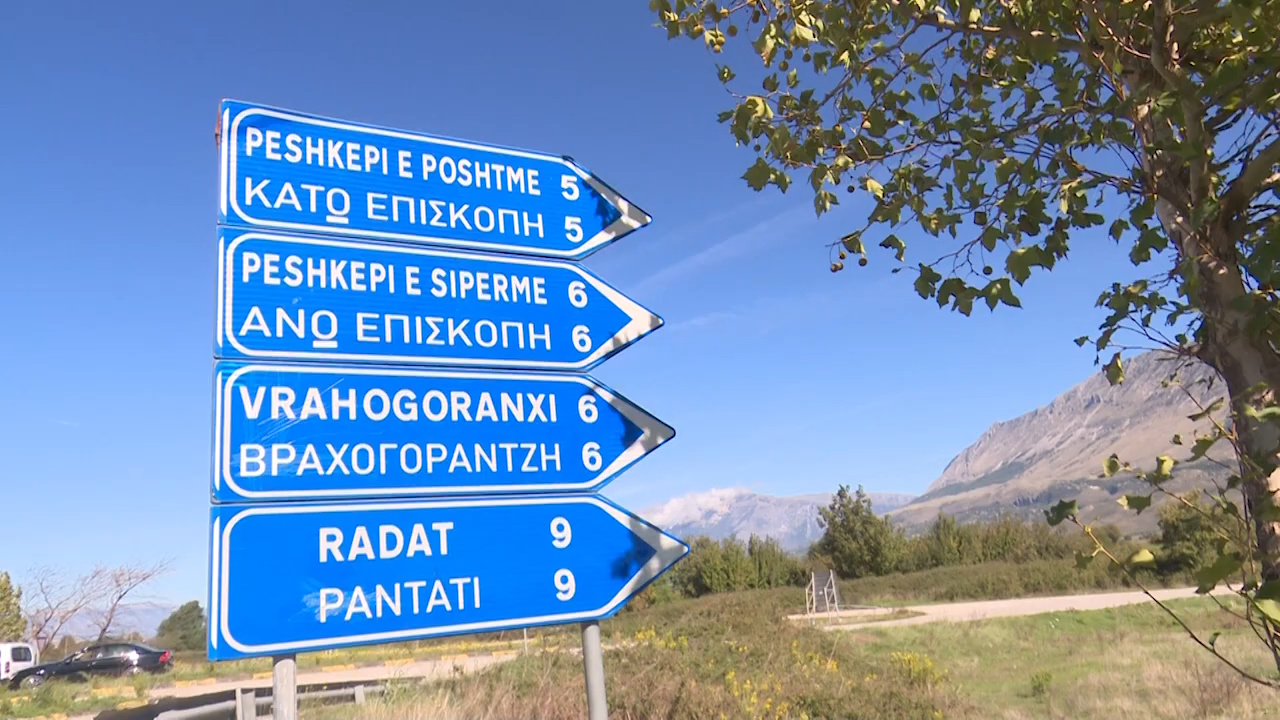 PESHKEPI E POSHTME 5
ΚΑΤΩ ΕΠΙΣΚΟΠΗ 5
PESHKEPI E SIPERME 6
ΑΝΩ ΕΠΙΣΚΟΠΗ 6
VRAHOGORANXI 6
ΒΡΑΧΟΓΟΡΑΝΤΖΗ 6
RADAT 9
ΡΑΝΤΑΤΙ 9